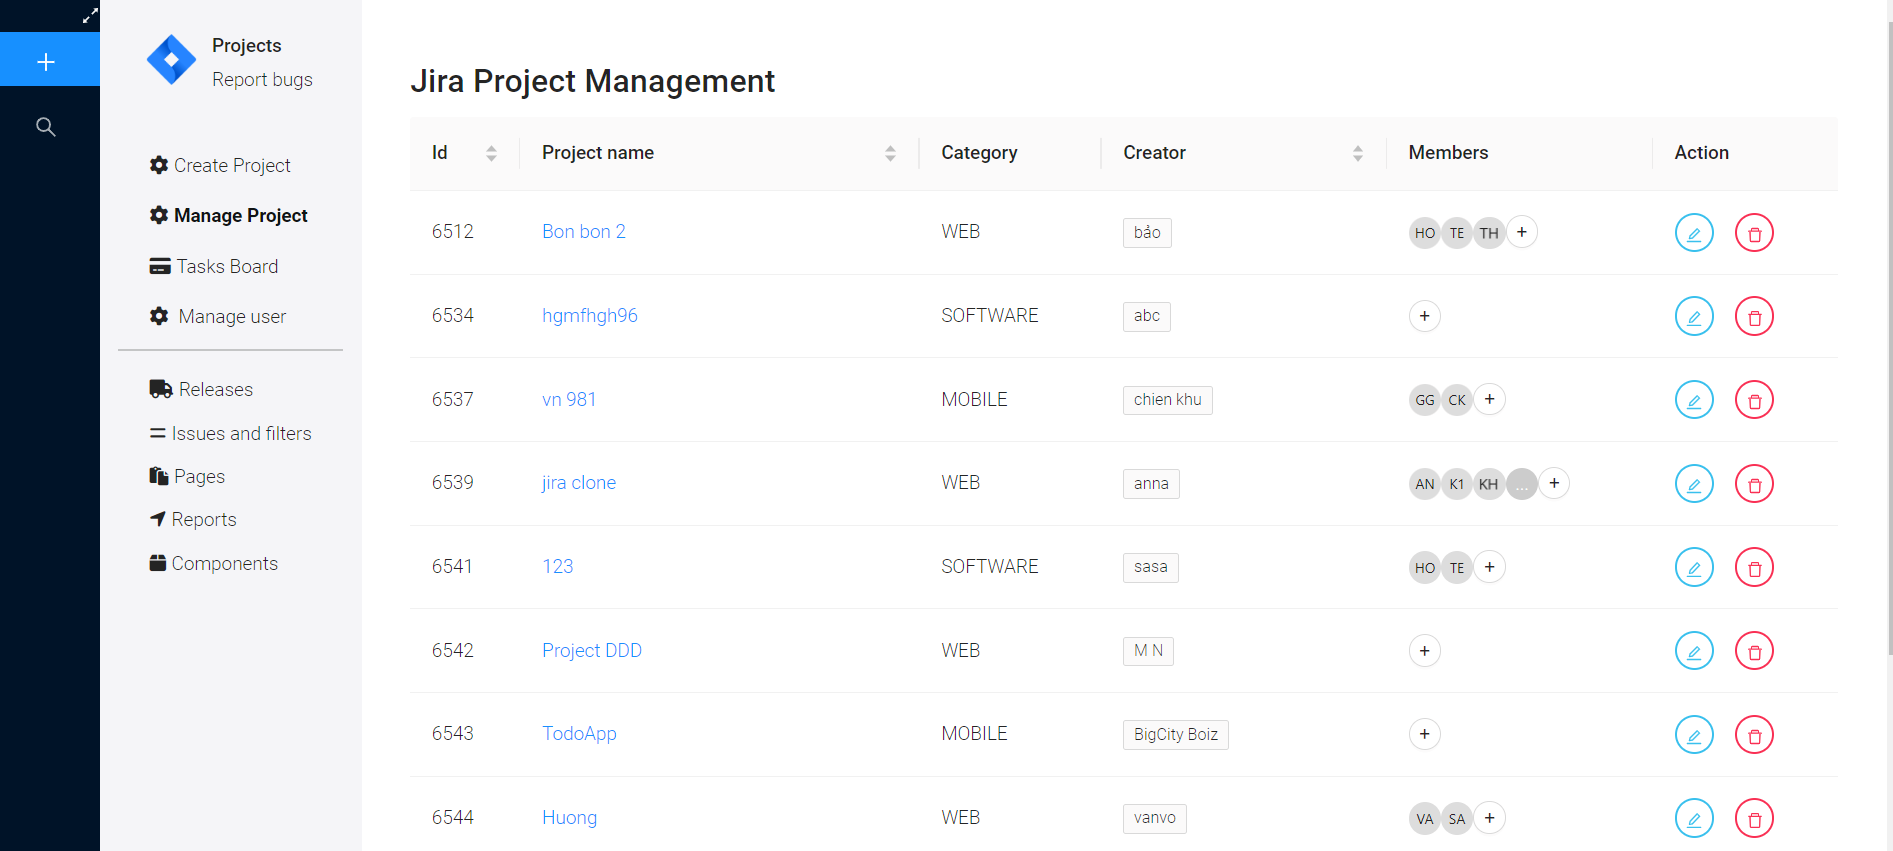 Projects
Report bugs
Create Project
Manage Project
Tasks Board
Manage user
Releases
Issues and filters
Pages
Reports
Components
Jira Project Management
Id Project name Category Creator Members Action
6512 Bon bon 2 WEB bảo HO TE TH +
6534 hgmfhgh96 SOFTWARE abc +
6537 vn 981 MOBILE chien khu GG CK +
6539 jira clone WEB anna AN K1 KH ... +
6541 123 SOFTWARE sasa HO TE +
6542 Project DDD WEB M N +
6543 TodoApp MOBILE BigCity Boiz +
6544 Huong WEB vanvo VA SA +